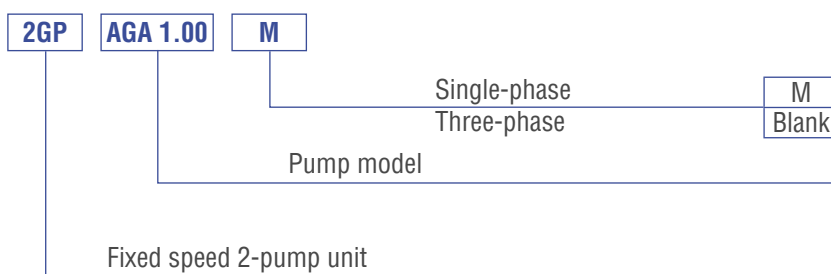 2GP AGA 1.00 M
Single-phase M
Three-phase Blank
Pump model
Fixed speed 2-pump unit